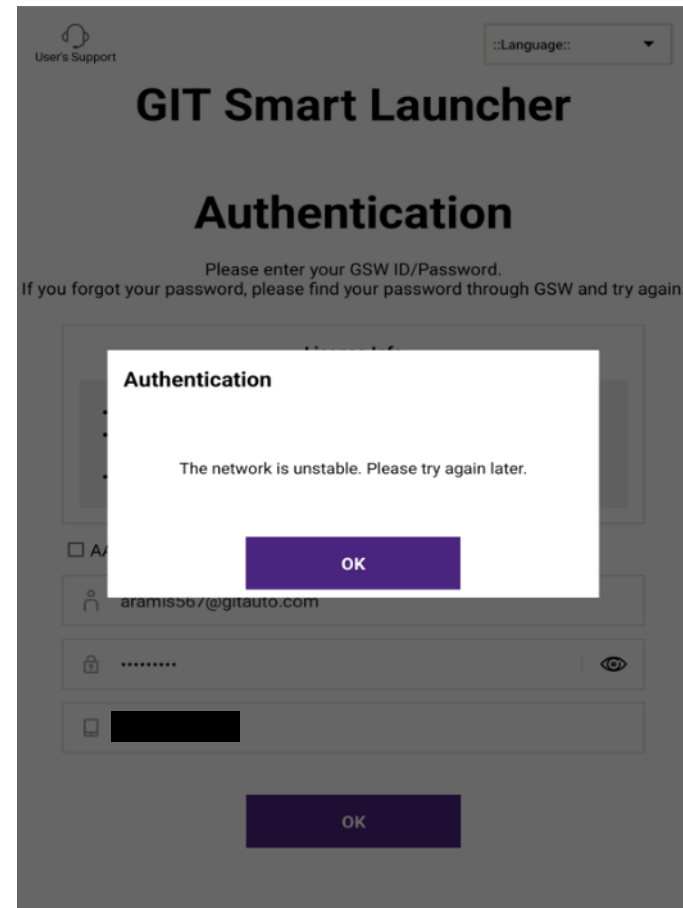 User's Support
::Language::
GIT Smart Launcher
Authentication
Please enter your GSW ID/Password.
If you forgot your password, please find your password through GSW and try again.
Authentication
The network is unstable. Please try again later.
OK
aramis567@gitauto.com
•••••••••
OK